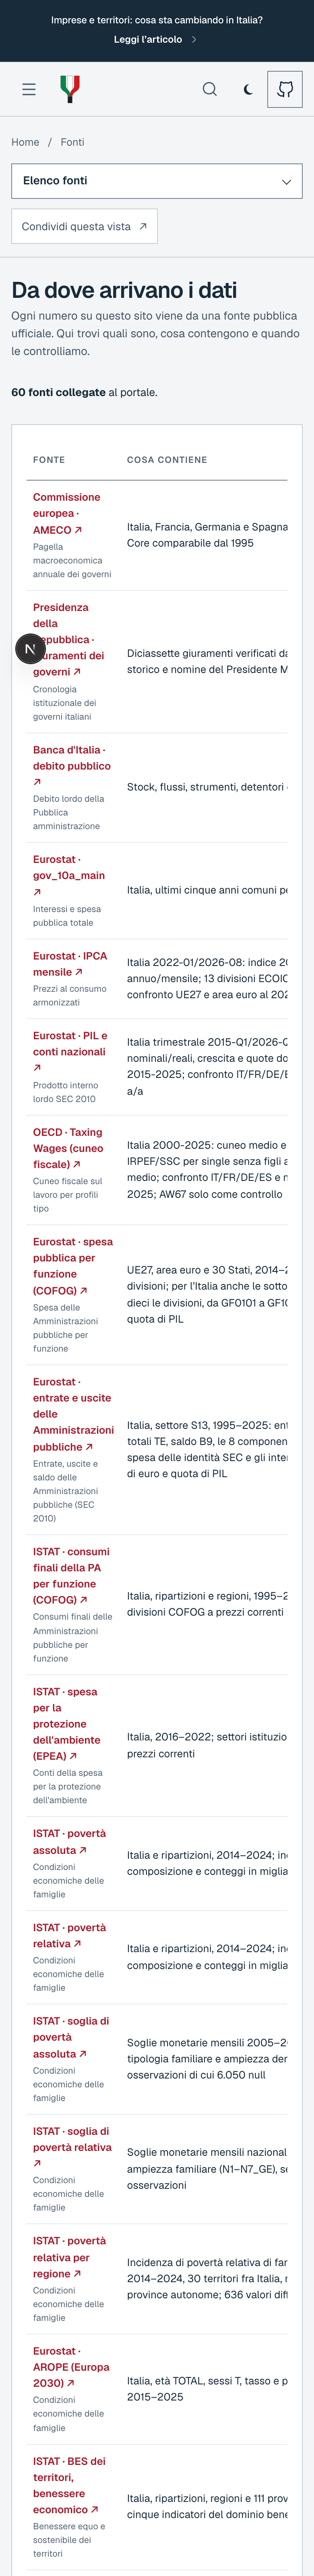 Imprese e territori: cosa sta cambiando in Italia?
Leggi l'articolo
Home / Fonti
Elenco fonti
Condividi questa vista ↗
Da dove arrivano i dati
Ogni numero su questo sito viene da una fonte pubblica
ufficiale. Qui trovi quali sono, cosa contengono e quando
le controlliamo.
60 fonti collegate al portale.
FONTE COSA CONTIENE
Commissione
europea ·
AMECO ↗
Pagella
macroeconomica
annuale dei governi
Italia, Francia, Germania e Spagna
Core comparabile dal 1995
Presidenza
della
Repubblica ·
giuramenti dei
governi ↗
Cronologia
istituzionale dei
governi italiani
Diciassette giuramenti verificati da
storico e nomine del Presidente M
Banca d'Italia ·
debito pubblico
↗
Debito lordo della
Pubblica
amministrazione
Stock, flussi, strumenti, detentori
Eurostat ·
gov_10a_main
↗
Interessi e spesa
pubblica totale
Italia, ultimi cinque anni comuni pe
Eurostat · IPCA
mensile ↗
Prezzi al consumo
armonizzati
Italia 2022-01/2026-08: indice 20
annuo/mensile; 13 divisioni ECOIC
confronto UE27 e area euro al 202
Eurostat · PIL e
conti nazionali
↗
Prodotto interno
lordo SEC 2010
Italia trimestrale 2015-Q1/2026-Q
nominali/reali, crescita e quote do
2015-2025; confronto IT/FR/DE/E
a/a
OECD · Taxing
Wages (cuneo
fiscale) ↗
Cuneo fiscale sul
lavoro per profili
tipo
Italia 2000-2025: cuneo medio e
IRPEF/SSC per single senza figli a
medio; confronto IT/FR/DE/ES e n
2025; AW67 solo come controllo
Eurostat · spesa
pubblica per
funzione
(COFOG) ↗
Spesa delle
Amministrazioni
pubbliche per
funzione
UE27, area euro e 30 Stati, 2014–2
divisioni; per l'Italia anche le sotto
dieci le divisioni, da GF0101 a GF10
quota di PIL
Eurostat ·
entrate e uscite
delle
Amministrazioni
pubbliche ↗
Entrate, uscite e
saldo delle
Amministrazioni
pubbliche (SEC
2010)
Italia, settore S13, 1995–2025: ent
totali TE, saldo B9, le 8 component
spesa delle identità SEC e gli inter
di euro e quota di PIL
ISTAT · consumi
finali della PA
per funzione
(COFOG) ↗
Consumi finali delle
Amministrazioni
pubbliche per
funzione
Italia, ripartizioni e regioni, 1995–2
divisioni COFOG a prezzi correnti
ISTAT · spesa
per la
protezione
dell'ambiente
(EPEA) ↗
Conti della spesa
per la protezione
dell'ambiente
Italia, 2016–2022; settori istituzio
prezzi correnti
ISTAT · povertà
assoluta ↗
Condizioni
economiche delle
famiglie
Italia e ripartizioni, 2014–2024; inc
composizione e conteggi in miglia
ISTAT · povertà
relativa ↗
Condizioni
economiche delle
famiglie
Italia e ripartizioni, 2014–2024; inc
composizione e conteggi in miglia
ISTAT · soglia di
povertà
assoluta ↗
Condizioni
economiche delle
famiglie
Soglie monetarie mensili 2005–20
tipologia familiare e ampiezza der
osservazioni di cui 6.050 null
ISTAT · soglia di
povertà relativa
↗
Condizioni
economiche delle
famiglie
Soglie monetarie mensili nazional
ampiezza familiare (N1–N7_GE), se
osservazioni
ISTAT · povertà
relativa per
regione ↗
Condizioni
economiche delle
famiglie
Incidenza di povertà relativa di far
2014–2024, 30 territori fra Italia, r
province autonome; 636 valori diff
Eurostat ·
AROPE (Europa
2030) ↗
Condizioni
economiche delle
famiglie
Italia, età TOTAL, sessi T, tasso e p
2015–2025
ISTAT · BES dei
territori,
benessere
economico ↗
Benessere equo e
sostenibile dei
territori
Italia, ripartizioni, regioni e 111 prov
cinque indicatori del dominio bene